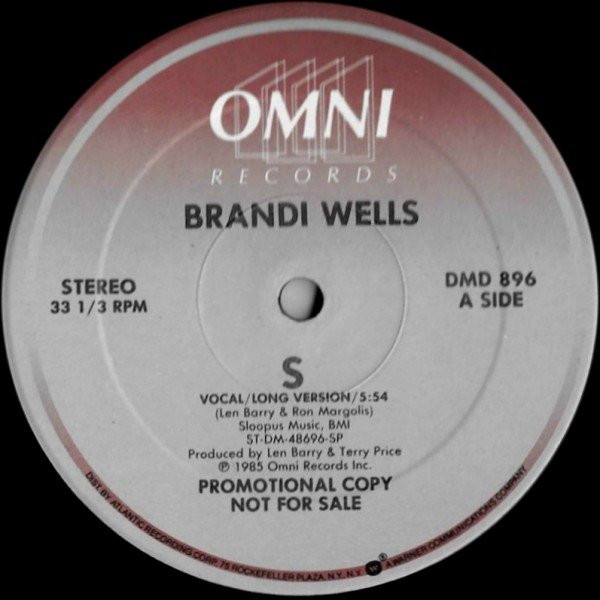 OMNI
RECORDS
BRANDI WELLS
STEREO
33 1/3 RPM
DMD 896
A SIDE
S
VOCAL/LONG VERSION/5:54
(Len Barry & Ron Margolis)
Sloopus Music, BMI
ST-DM-48696-SP
Produced by Len Barry & Terry Price
℗ 1985 Omni Records Inc.
PROMOTIONAL COPY
NOT FOR SALE
DIST. BY ATLANTIC RECORDING CORP. 75 ROCKEFELLER PLAZA, N.Y., N.Y. W ® A WARNER COMMUNICATIONS COMPANY